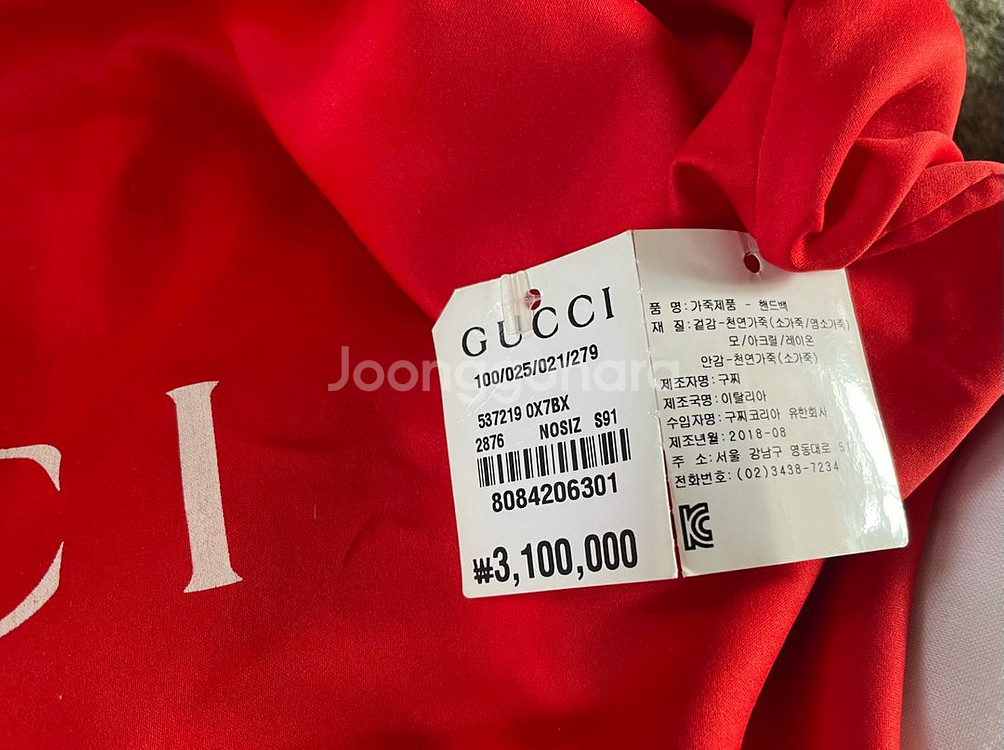 CI
GUCCI
100/025/021/279
537219 0X7BX
2876 NOSIZ S91
8084206301
₩3,100,000
품 명:가죽제품 - 핸드백
재 질:겉감-천연가죽(소가죽/염소가죽)
모/아크릴/레이온
안감-천연가죽(소가죽)
제조자명:구찌
제조국명:이탈리아
수입자명:구찌코리아 유한회사
제조년월:2018-08
주 소:서울 강남구 영동대로
전화번호:(02)3438-7234
KC
Joonggonara